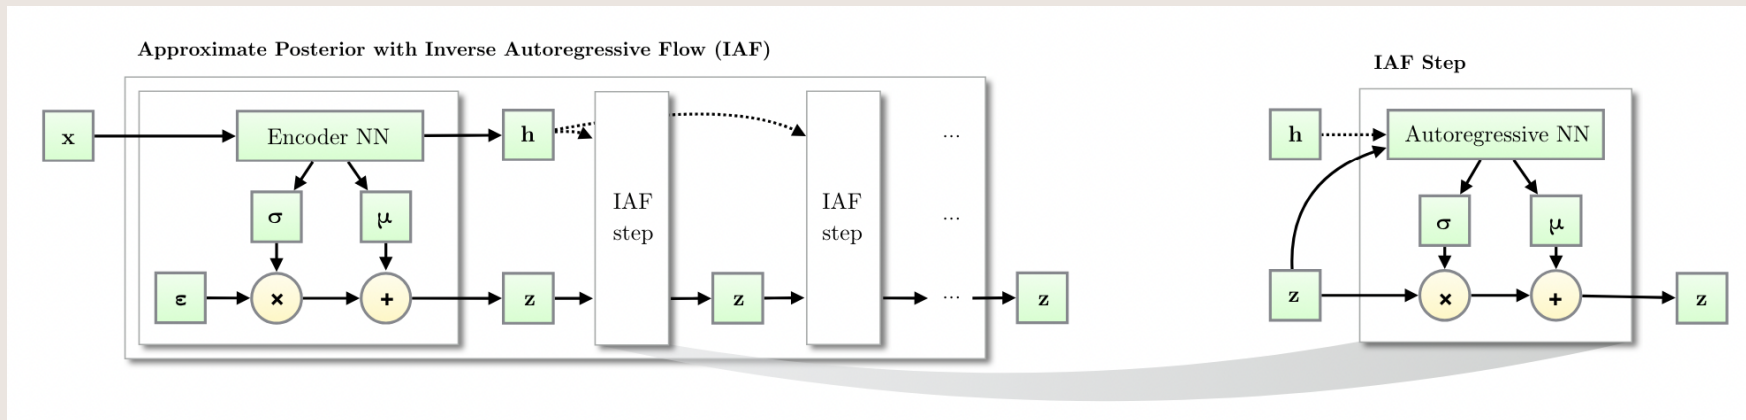 Approximate Posterior with Inverse Autoregressive Flow (IAF)
x
Encoder NN
h
σ
μ
ε
×
+
z
IAF
step
z
IAF
step
...
...
...
z
IAF Step
h
Autoregressive NN
σ
μ
z
×
+
z